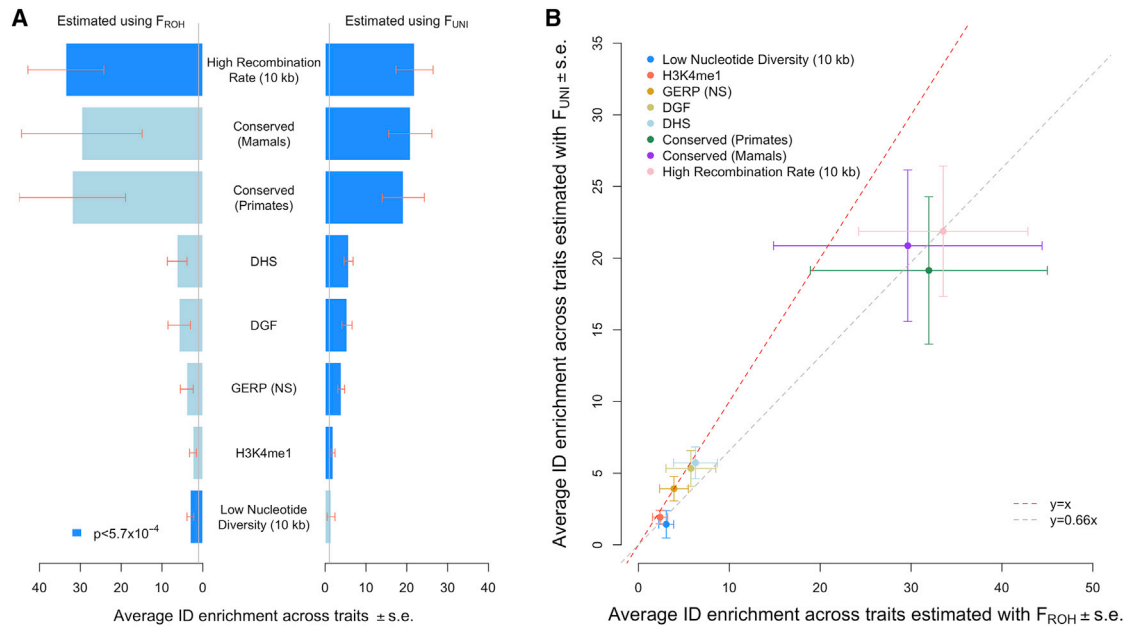 A
Estimated using FROH
Estimated using FUNI
High Recombination
Rate (10 kb)
Conserved
(Mamals)
Conserved
(Primates)
DHS
DGF
GERP (NS)
H3K4me1
Low Nucleotide
Diversity (10 kb)
p<5.7x10⁻⁴
40 30 20 10 0
0 10 20 30 40
Average ID enrichment across traits ± s.e.
B
Average ID enrichment across traits estimated with FUNI ± s.e.
35
30
25
20
15
10
5
0
Low Nucleotide Diversity (10 kb)
H3K4me1
GERP (NS)
DGF
DHS
Conserved (Primates)
Conserved (Mamals)
High Recombination Rate (10 kb)
y=x
y=0.66x
0 10 20 30 40 50
Average ID enrichment across traits estimated with FROH ± s.e.